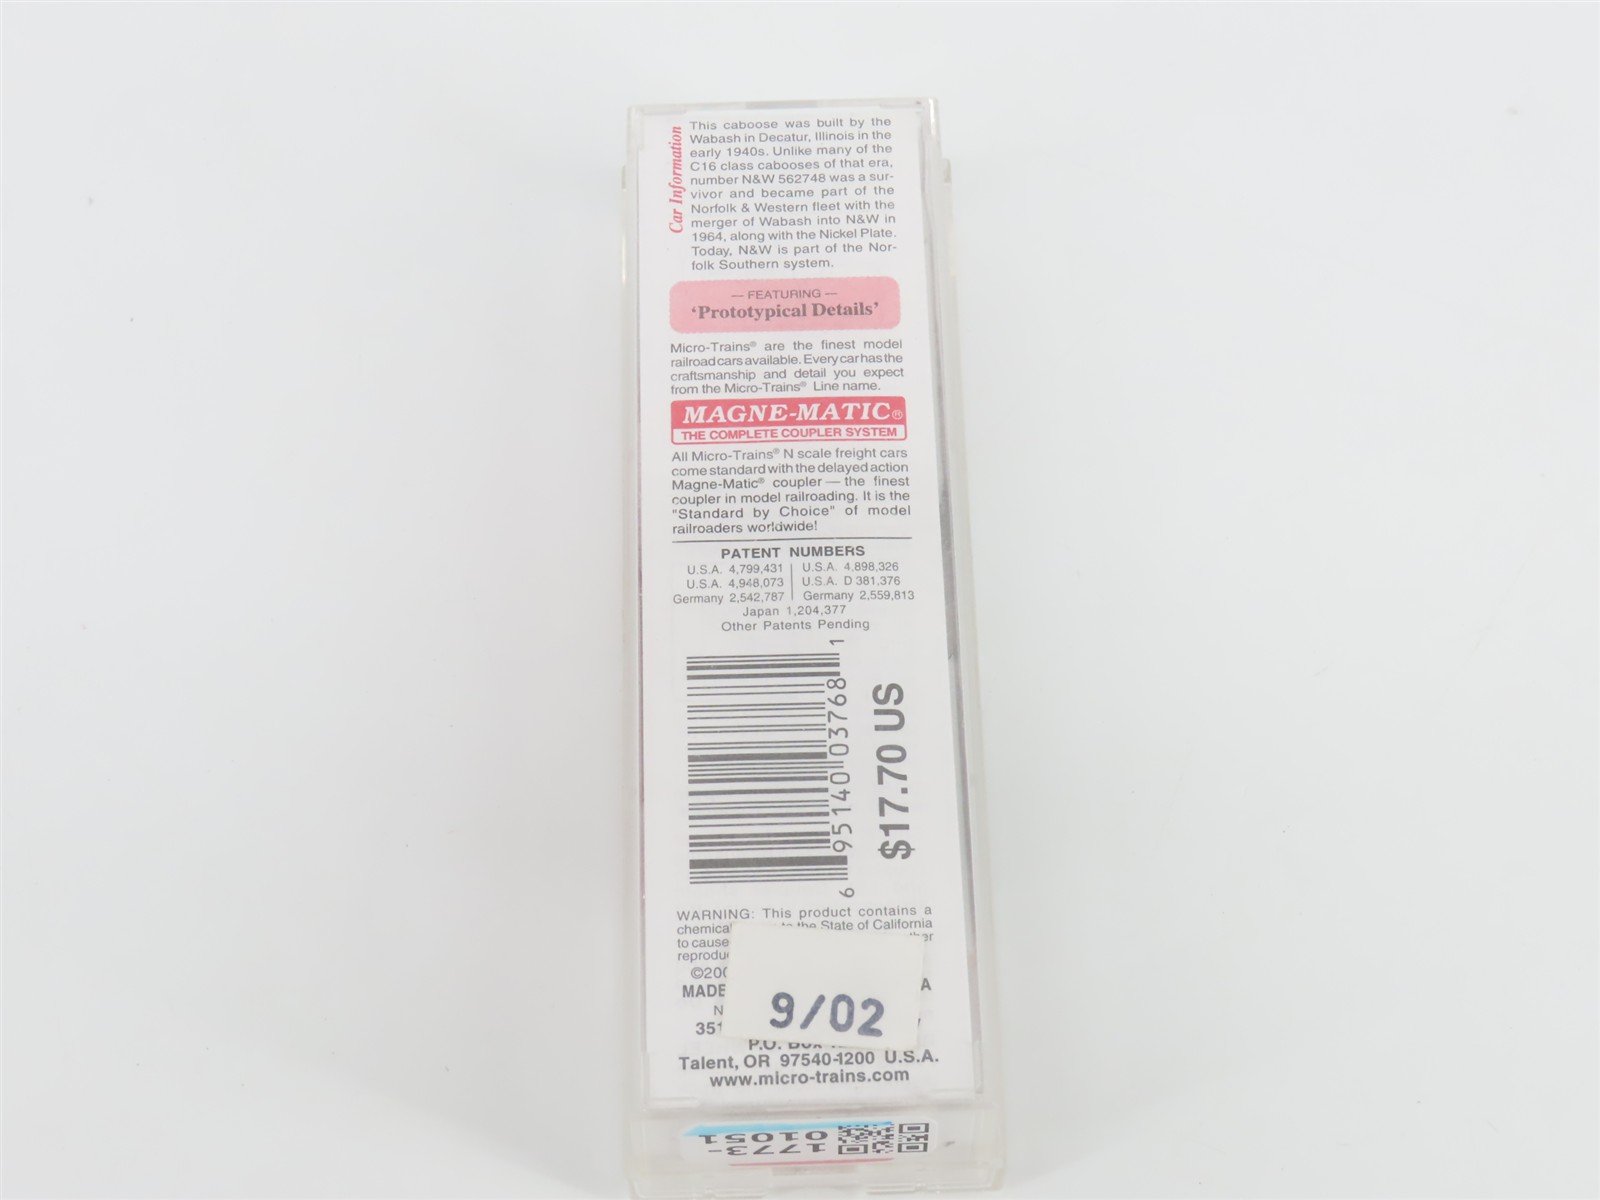 Car Information
This caboose was built by the
Wabash in Decatur, Illinois in the
early 1940s. Unlike many of the
C16 class cabooses of that era,
number N&W 562748 was a sur-
vivor and became part of the
Norfolk & Western fleet with the
merger of Wabash into N&W in
1964, along with the Nickel Plate.
Today, N&W is part of the Nor-
folk Southern system.
— FEATURING —
'Prototypical Details'
Micro-Trains® are the finest model
railroad cars available. Every car has the
craftsmanship and detail you expect
from the Micro-Trains® Line name.
MAGNE-MATIC®
THE COMPLETE COUPLER SYSTEM
All Micro-Trains® N scale freight cars
come standard with the delayed action
Magne-Matic® coupler — the finest
coupler in model railroading. It is the
"Standard by Choice" of model
railroaders worldwide!
PATENT NUMBERS
U.S.A. 4,799,431 | U.S.A. 4,898,326
U.S.A. 4,948,073 | U.S.A. D 381,376
Germany 2,542,787 | Germany 2,559,813
Japan 1,204,377
Other Patents Pending
6 95140 03768 1
$17.70 US
WARNING: This product contains a
chemical the State of California
to cause
reprodu
©200
MADE
351
9/02
P.O.
Talent, OR 97540-1200 U.S.A.
www.micro-trains.com
1773-
01051